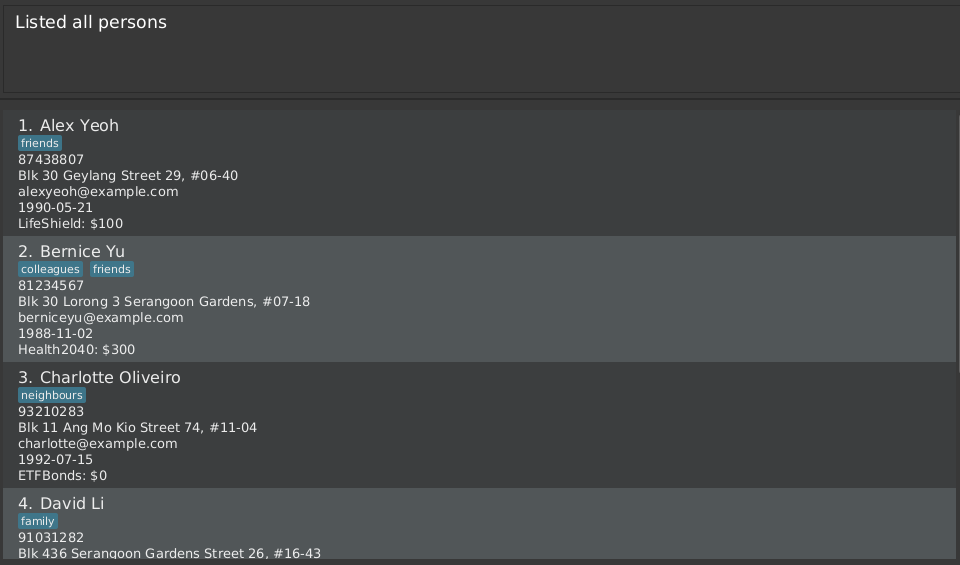 Listed all persons
1. Alex Yeoh
friends
87438807
Blk 30 Geylang Street 29, #06-40
alexyeoh@example.com
1990-05-21
LifeShield: $100
2. Bernice Yu
colleagues friends
81234567
Blk 30 Lorong 3 Serangoon Gardens, #07-18
berniceyu@example.com
1988-11-02
Health2040: $300
3. Charlotte Oliveiro
neighbours
93210283
Blk 11 Ang Mo Kio Street 74, #11-04
charlotte@example.com
1992-07-15
ETFBonds: $0
4. David Li
family
91031282
Blk 436 Serangoon Gardens Street 26, #16-43